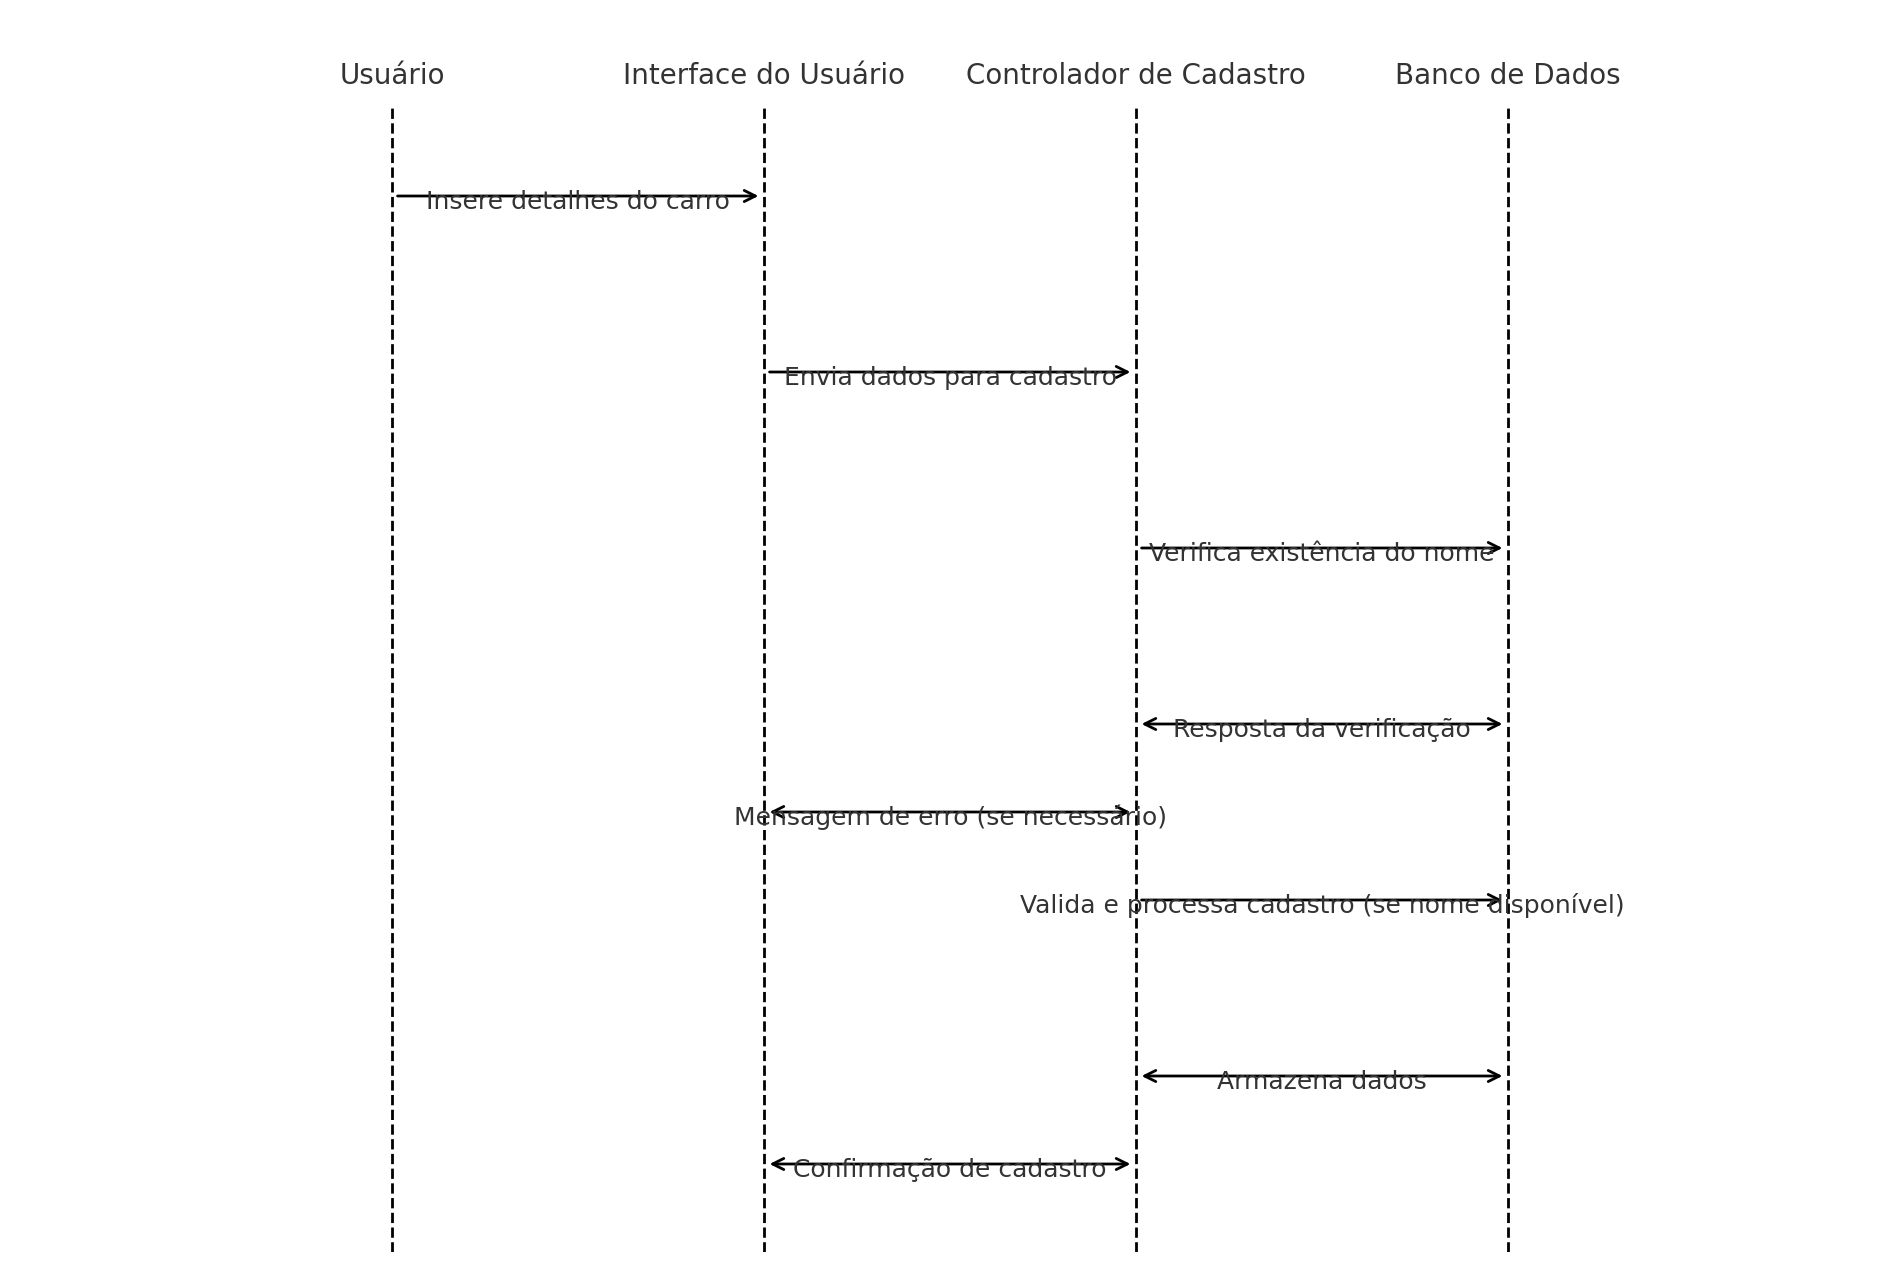 Usuário
Interface do Usuário
Controlador de Cadastro
Banco de Dados
Insere detalhes do carro
Envia dados para cadastro
Verifica existência do nome
Resposta da verificação
Mensagem de erro (se necessário)
Valida e processa cadastro (se nome disponível)
Armazena dados
Confirmação de cadastro